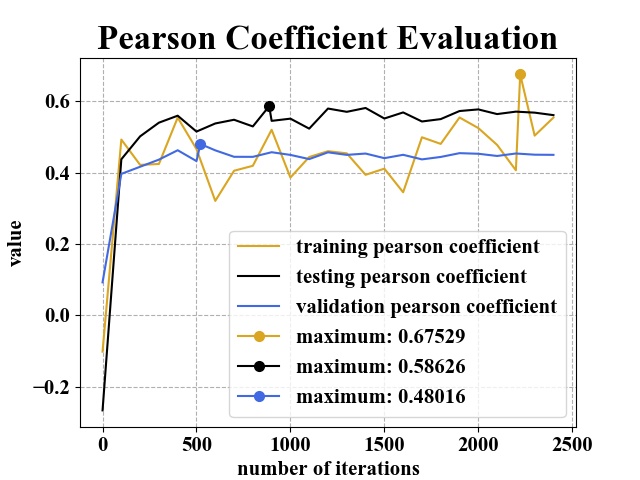 Pearson Coefficient Evaluation
0.6
0.4
0.2
0.0
−0.2
value
training pearson coefficient
testing pearson coefficient
validation pearson coefficient
maximum: 0.67529
maximum: 0.58626
maximum: 0.48016
0 500 1000 1500 2000 2500
number of iterations